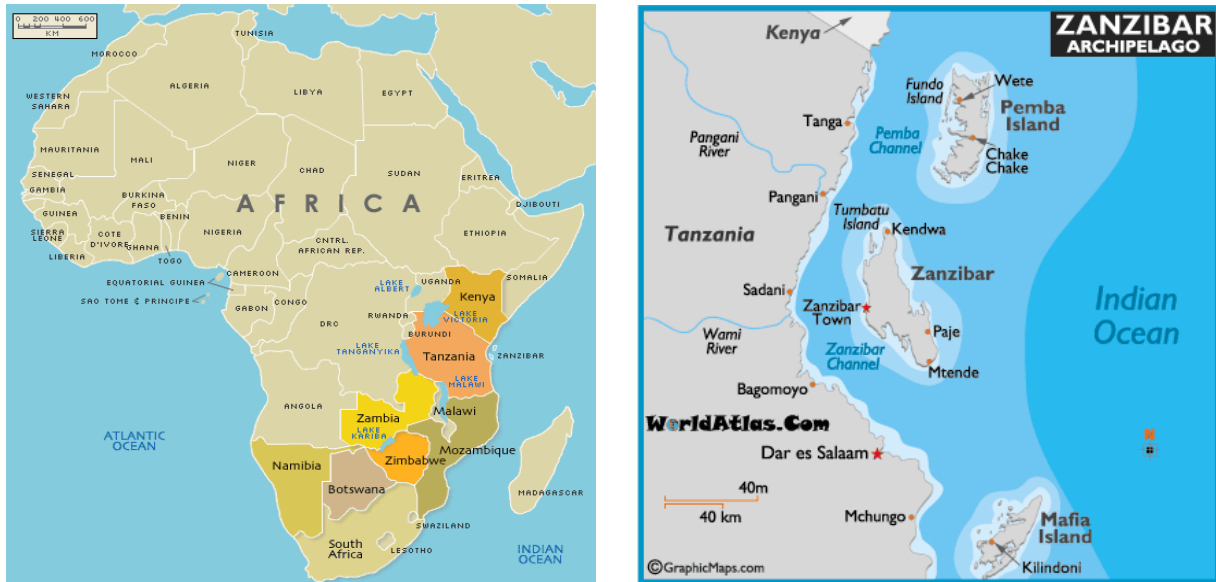 0 200 400 600
KM
TUNISIA
MOROCCO
ALGERIA
LIBYA
EGYPT
WESTERN
SAHARA
MAURITANIA
MALI
NIGER
CHAD
SUDAN
ERITREA
SENEGAL
GAMBIA
BURKINA
FASO
DJIBOUTI
GUINEA
BENIN
AFRICA
SIERRA
LEONE
COTE
D'IVORE
GHANA
NIGERIA
ETHIOPIA
LIBERIA
TOGO
CNTRL.
AFRICAN REP.
CAMEROON
SOMALIA
EQUATORIAL GUINEA
LAKE
ALBERT
UGANDA
Kenya
SAO TOME & PRINCIPE
GABON
CONGO
RWANDA
LAKE
VICTORIA
DRC
BURUNDI
LAKE
TANGANYIKA
Tanzania
ZANZIBAR
LAKE
MALAWI
ANGOLA
Malawi
Zambia
LAKE
KARIBA
ATLANTIC
OCEAN
Mozambique
Zimbabwe
Namibia
Botswana
MADAGASCAR
SWAZILAND
South
Africa
LESOTHO
INDIAN
OCEAN
ZANZIBAR
ARCHIPELAGO
Kenya
Fundo
Island
Wete
Pemba
Island
Tanga
Pemba
Channel
Pangani
River
Chake
Chake
Pangani
Tumbatu
Island
Kendwa
Tanzania
Zanzibar
Sadani
Zanzibar
Town
Indian
Ocean
Wami
River
Paje
Zanzibar
Channel
Mtende
Bagomoyo
WorldAtlas.Com
Dar es Salaam
40m
40 km
Mchungo
Mafia
Island
Kilindoni
©GraphicMaps.com